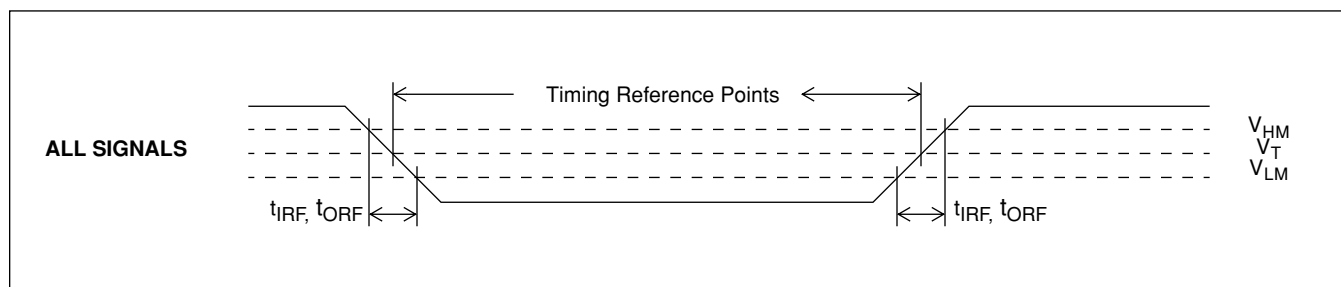 Timing Reference Points
V_HM
ALL SIGNALS
V_T
V_LM
t_IRF, t_ORF
t_IRF, t_ORF